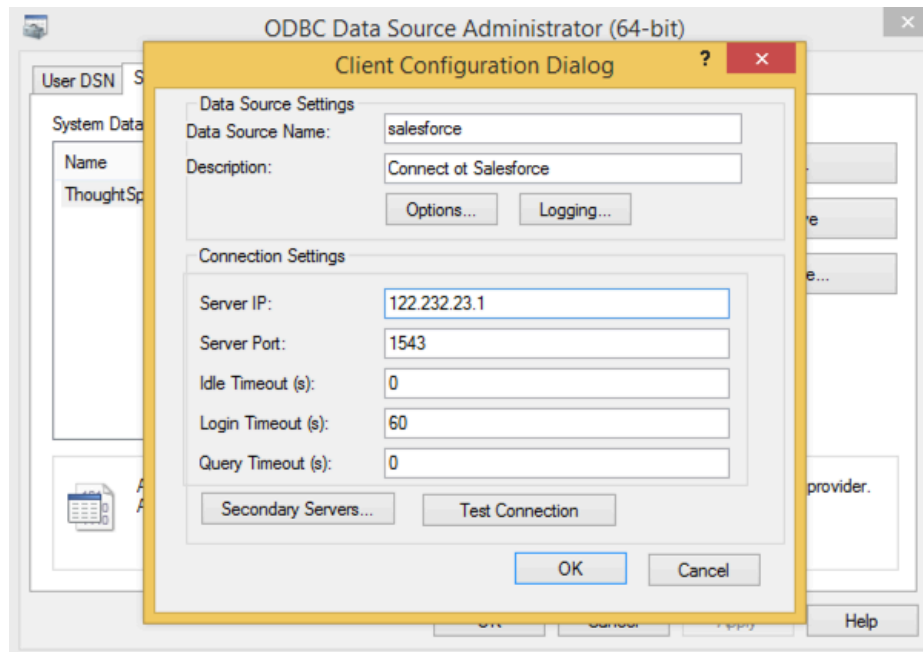 ODBC Data Source Administrator (64-bit)
Client Configuration Dialog
?
User DSN
System Data
Name
ThoughtSp
Data Source Settings
Data Source Name: salesforce
Description: Connect ot Salesforce
Options... Logging...
Connection Settings
Server IP: 122.232.23.1
Server Port: 1543
Idle Timeout (s): 0
Login Timeout (s): 60
Query Timeout (s): 0
Secondary Servers... Test Connection
provider.
OK Cancel
Help